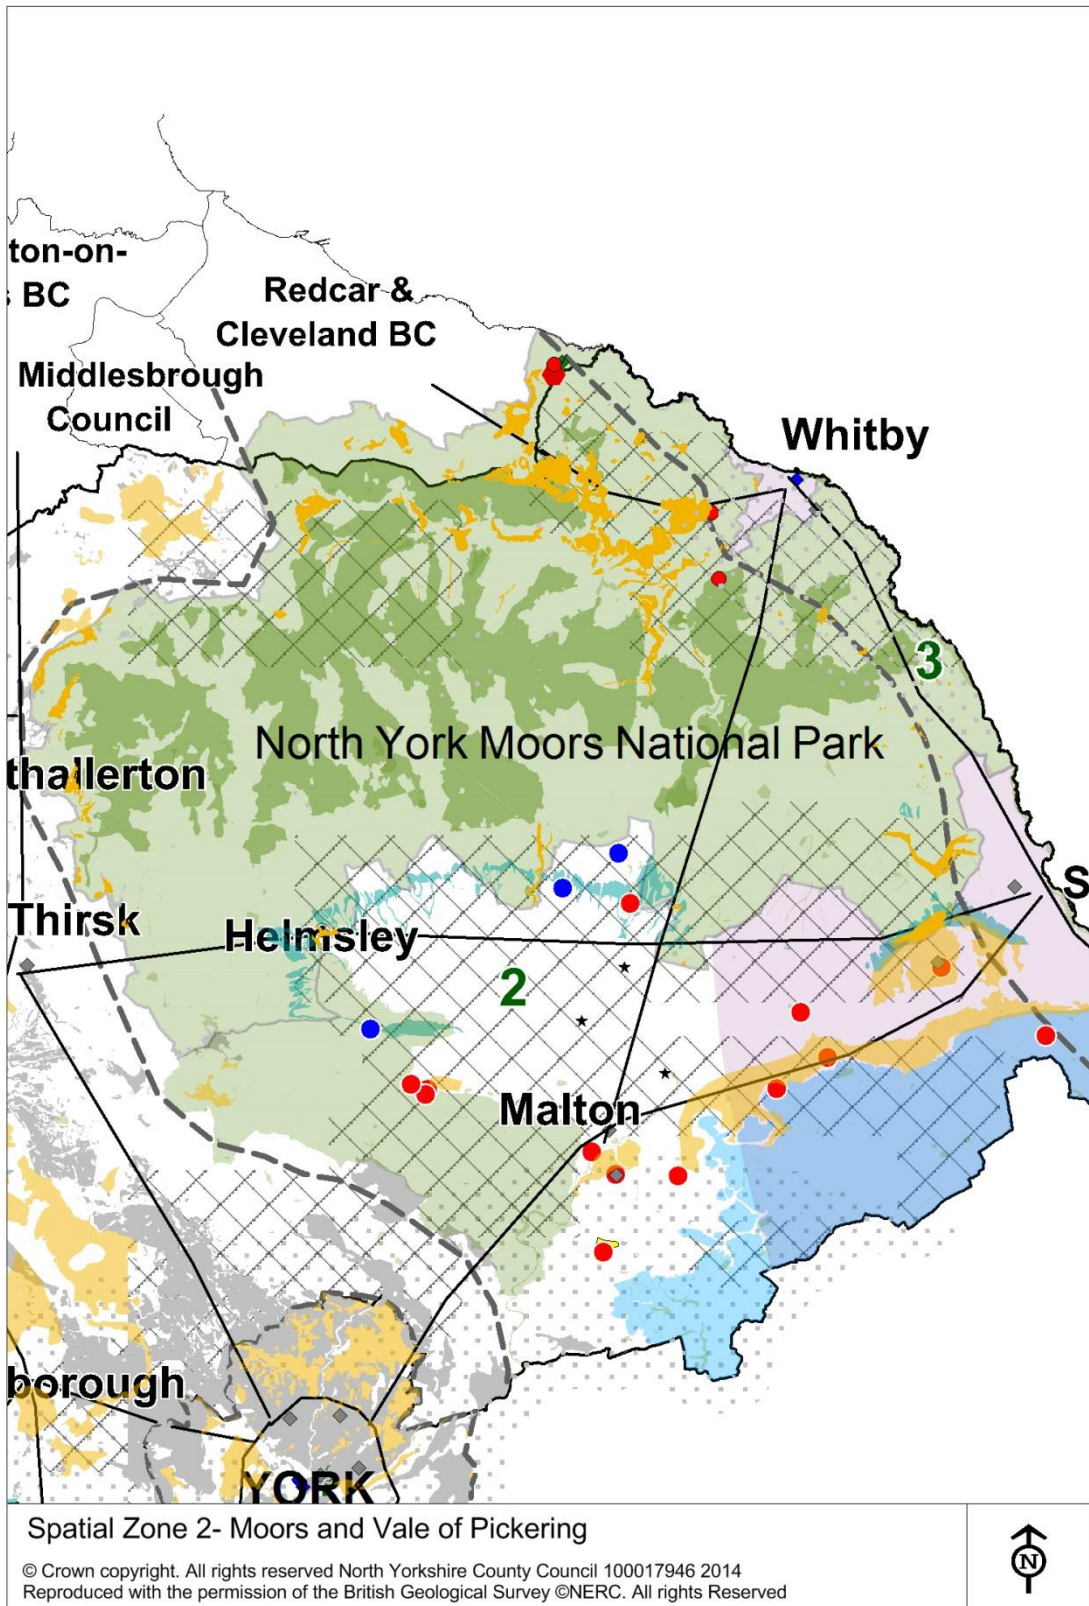 ton-on-
s BC
Redcar &
Cleveland BC
Middlesbrough
Council
Whitby
3
North York Moors National Park
thallerton
S
Thirsk
Helmsley
2
Malton
borough
YORK
Spatial Zone 2- Moors and Vale of Pickering
© Crown copyright. All rights reserved North Yorkshire County Council 100017946 2014
Reproduced with the permission of the British Geological Survey ©NERC. All rights Reserved
N